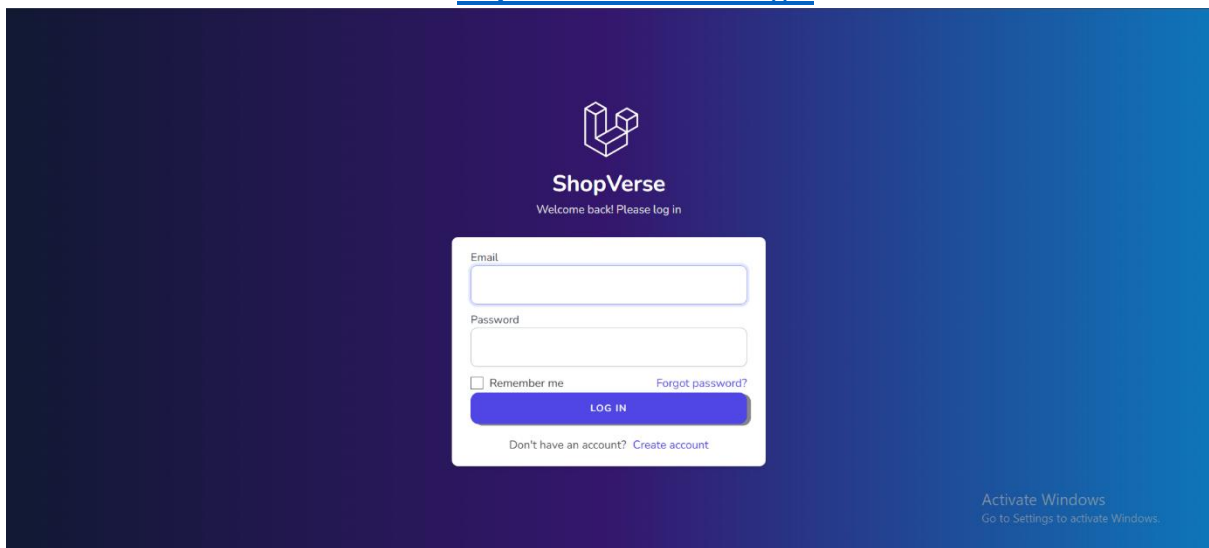 ShopVerse
Welcome back! Please log in
Email
Password
Remember me
Forgot password?
LOG IN
Don't have an account? Create account
Activate Windows
Go to Settings to activate Windows.